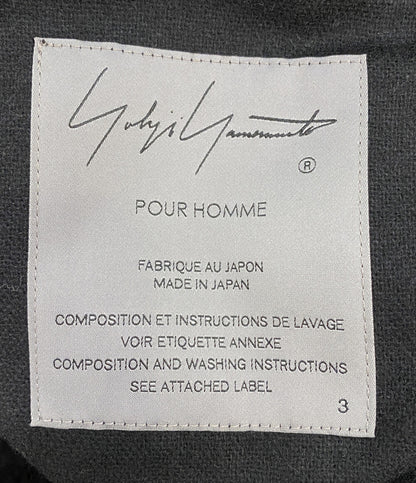 Yohji Yamamoto
®
POUR HOMME
FABRIQUE AU JAPON
MADE IN JAPAN
COMPOSITION ET INSTRUCTIONS DE LAVAGE
VOIR ETIQUETTE ANNEXE
COMPOSITION AND WASHING INSTRUCTIONS
SEE ATTACHED LABEL
3